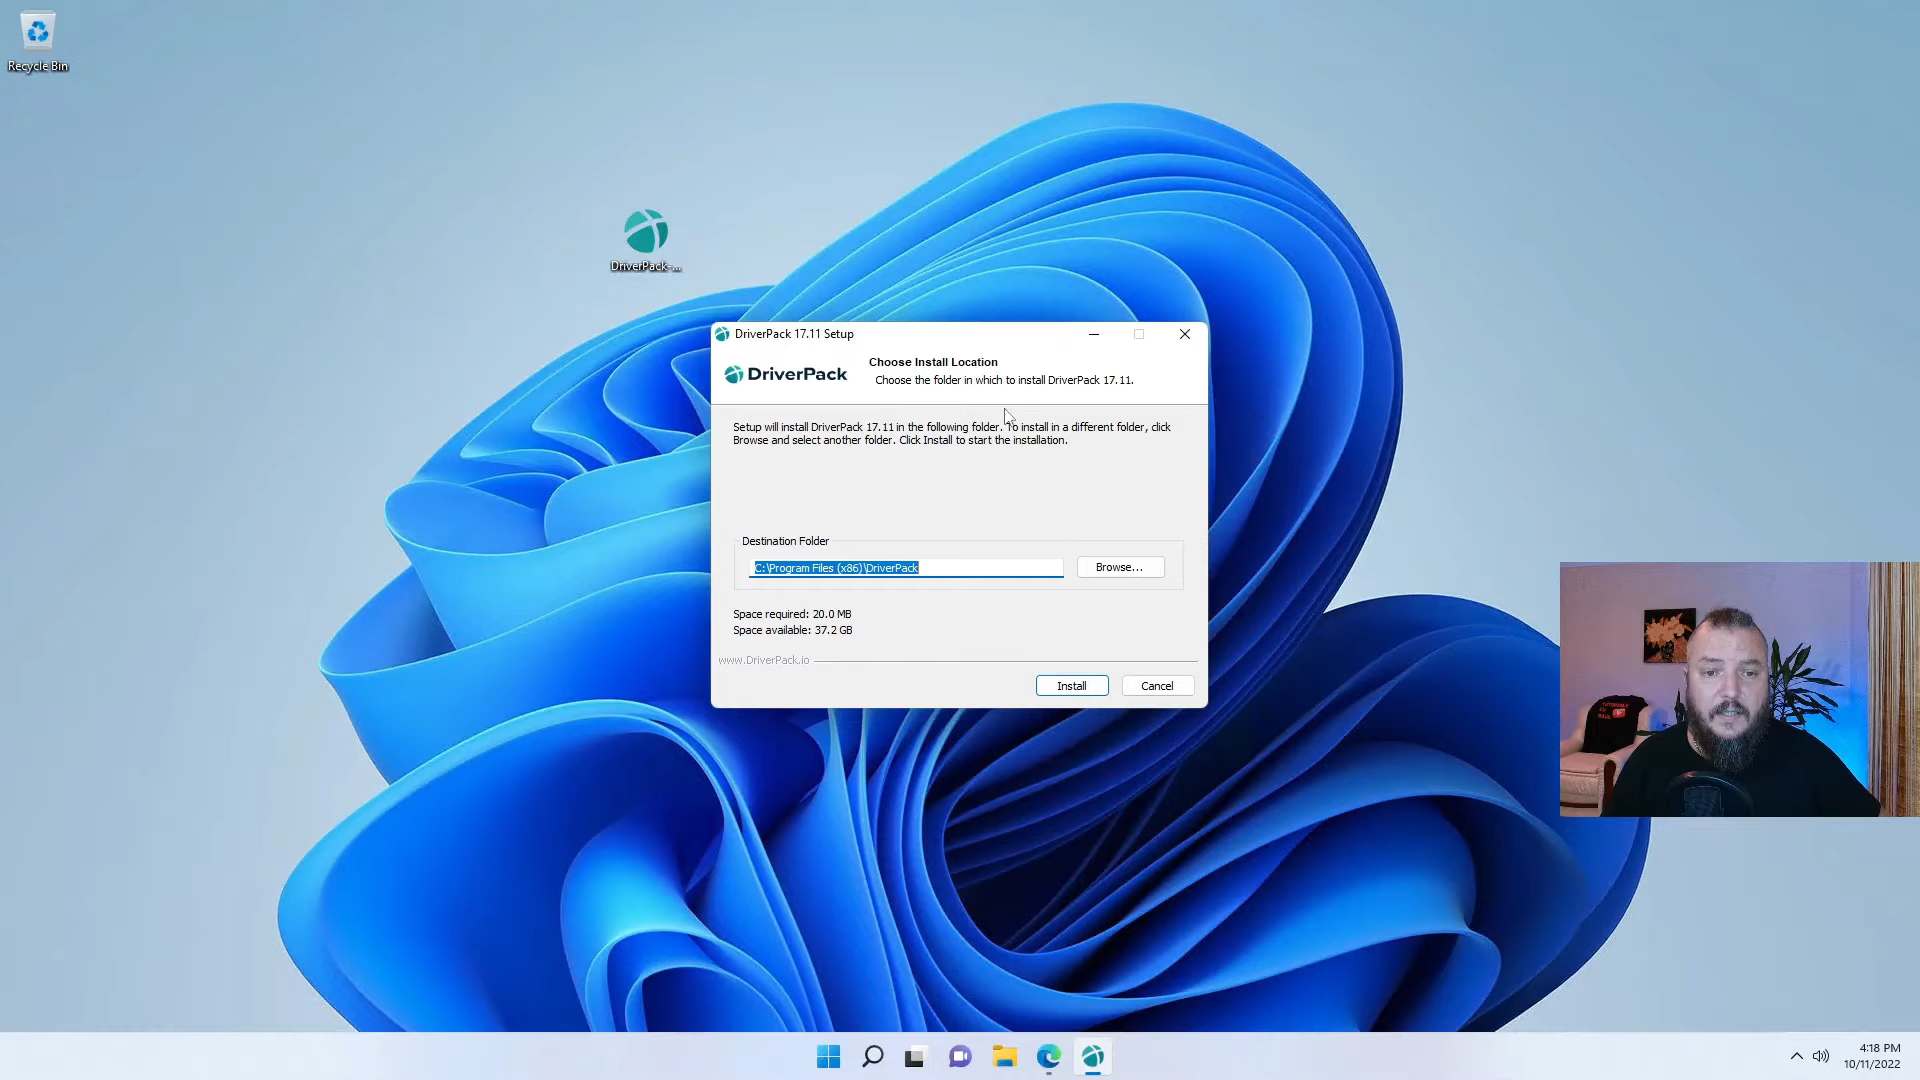 Recycle Bin
DriverPack-...
DriverPack 17.11 Setup
DriverPack
Choose Install Location
Choose the folder in which to install DriverPack 17.11.
Setup will install DriverPack 17.11 in the following folder. To install in a different folder, click
Browse and select another folder. Click Install to start the installation.
Destination Folder
C:\Program Files (x86)\DriverPack
Browse...
Space required: 20.0 MB
Space available: 37.2 GB
www.DriverPack.io
Install
Cancel
TUTORIALE
CU
RAUL
4:18 PM
10/11/2022